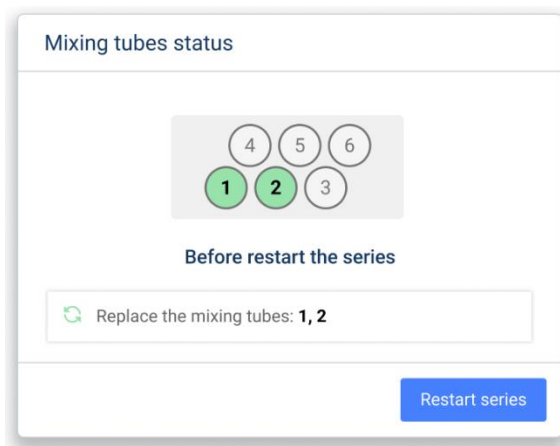 Mixing tubes status
4 5 6
1 2 3
Before restart the series
Replace the mixing tubes: 1, 2
Restart series